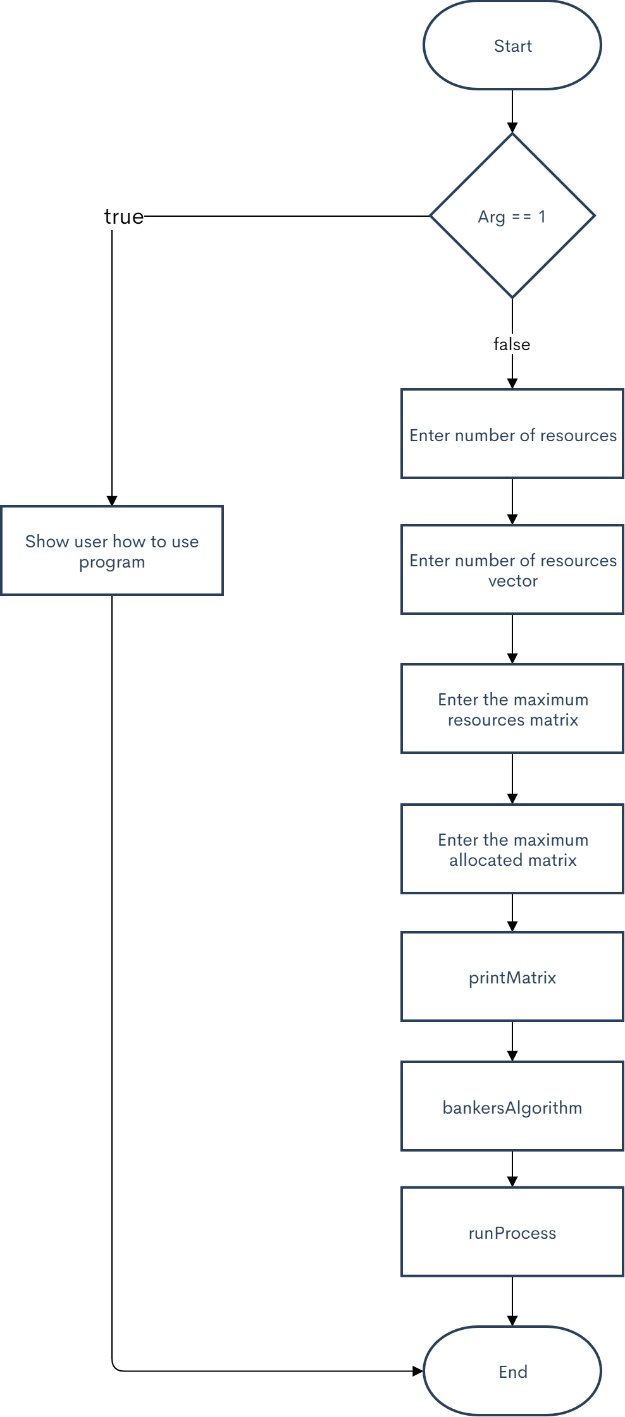 Start
Arg == 1
true
false
Enter number of resources
Show user how to use
program
Enter number of resources
vector
Enter the maximum
resources matrix
Enter the maximum
allocated matrix
printMatrix
bankersAlgorithm
runProcess
End